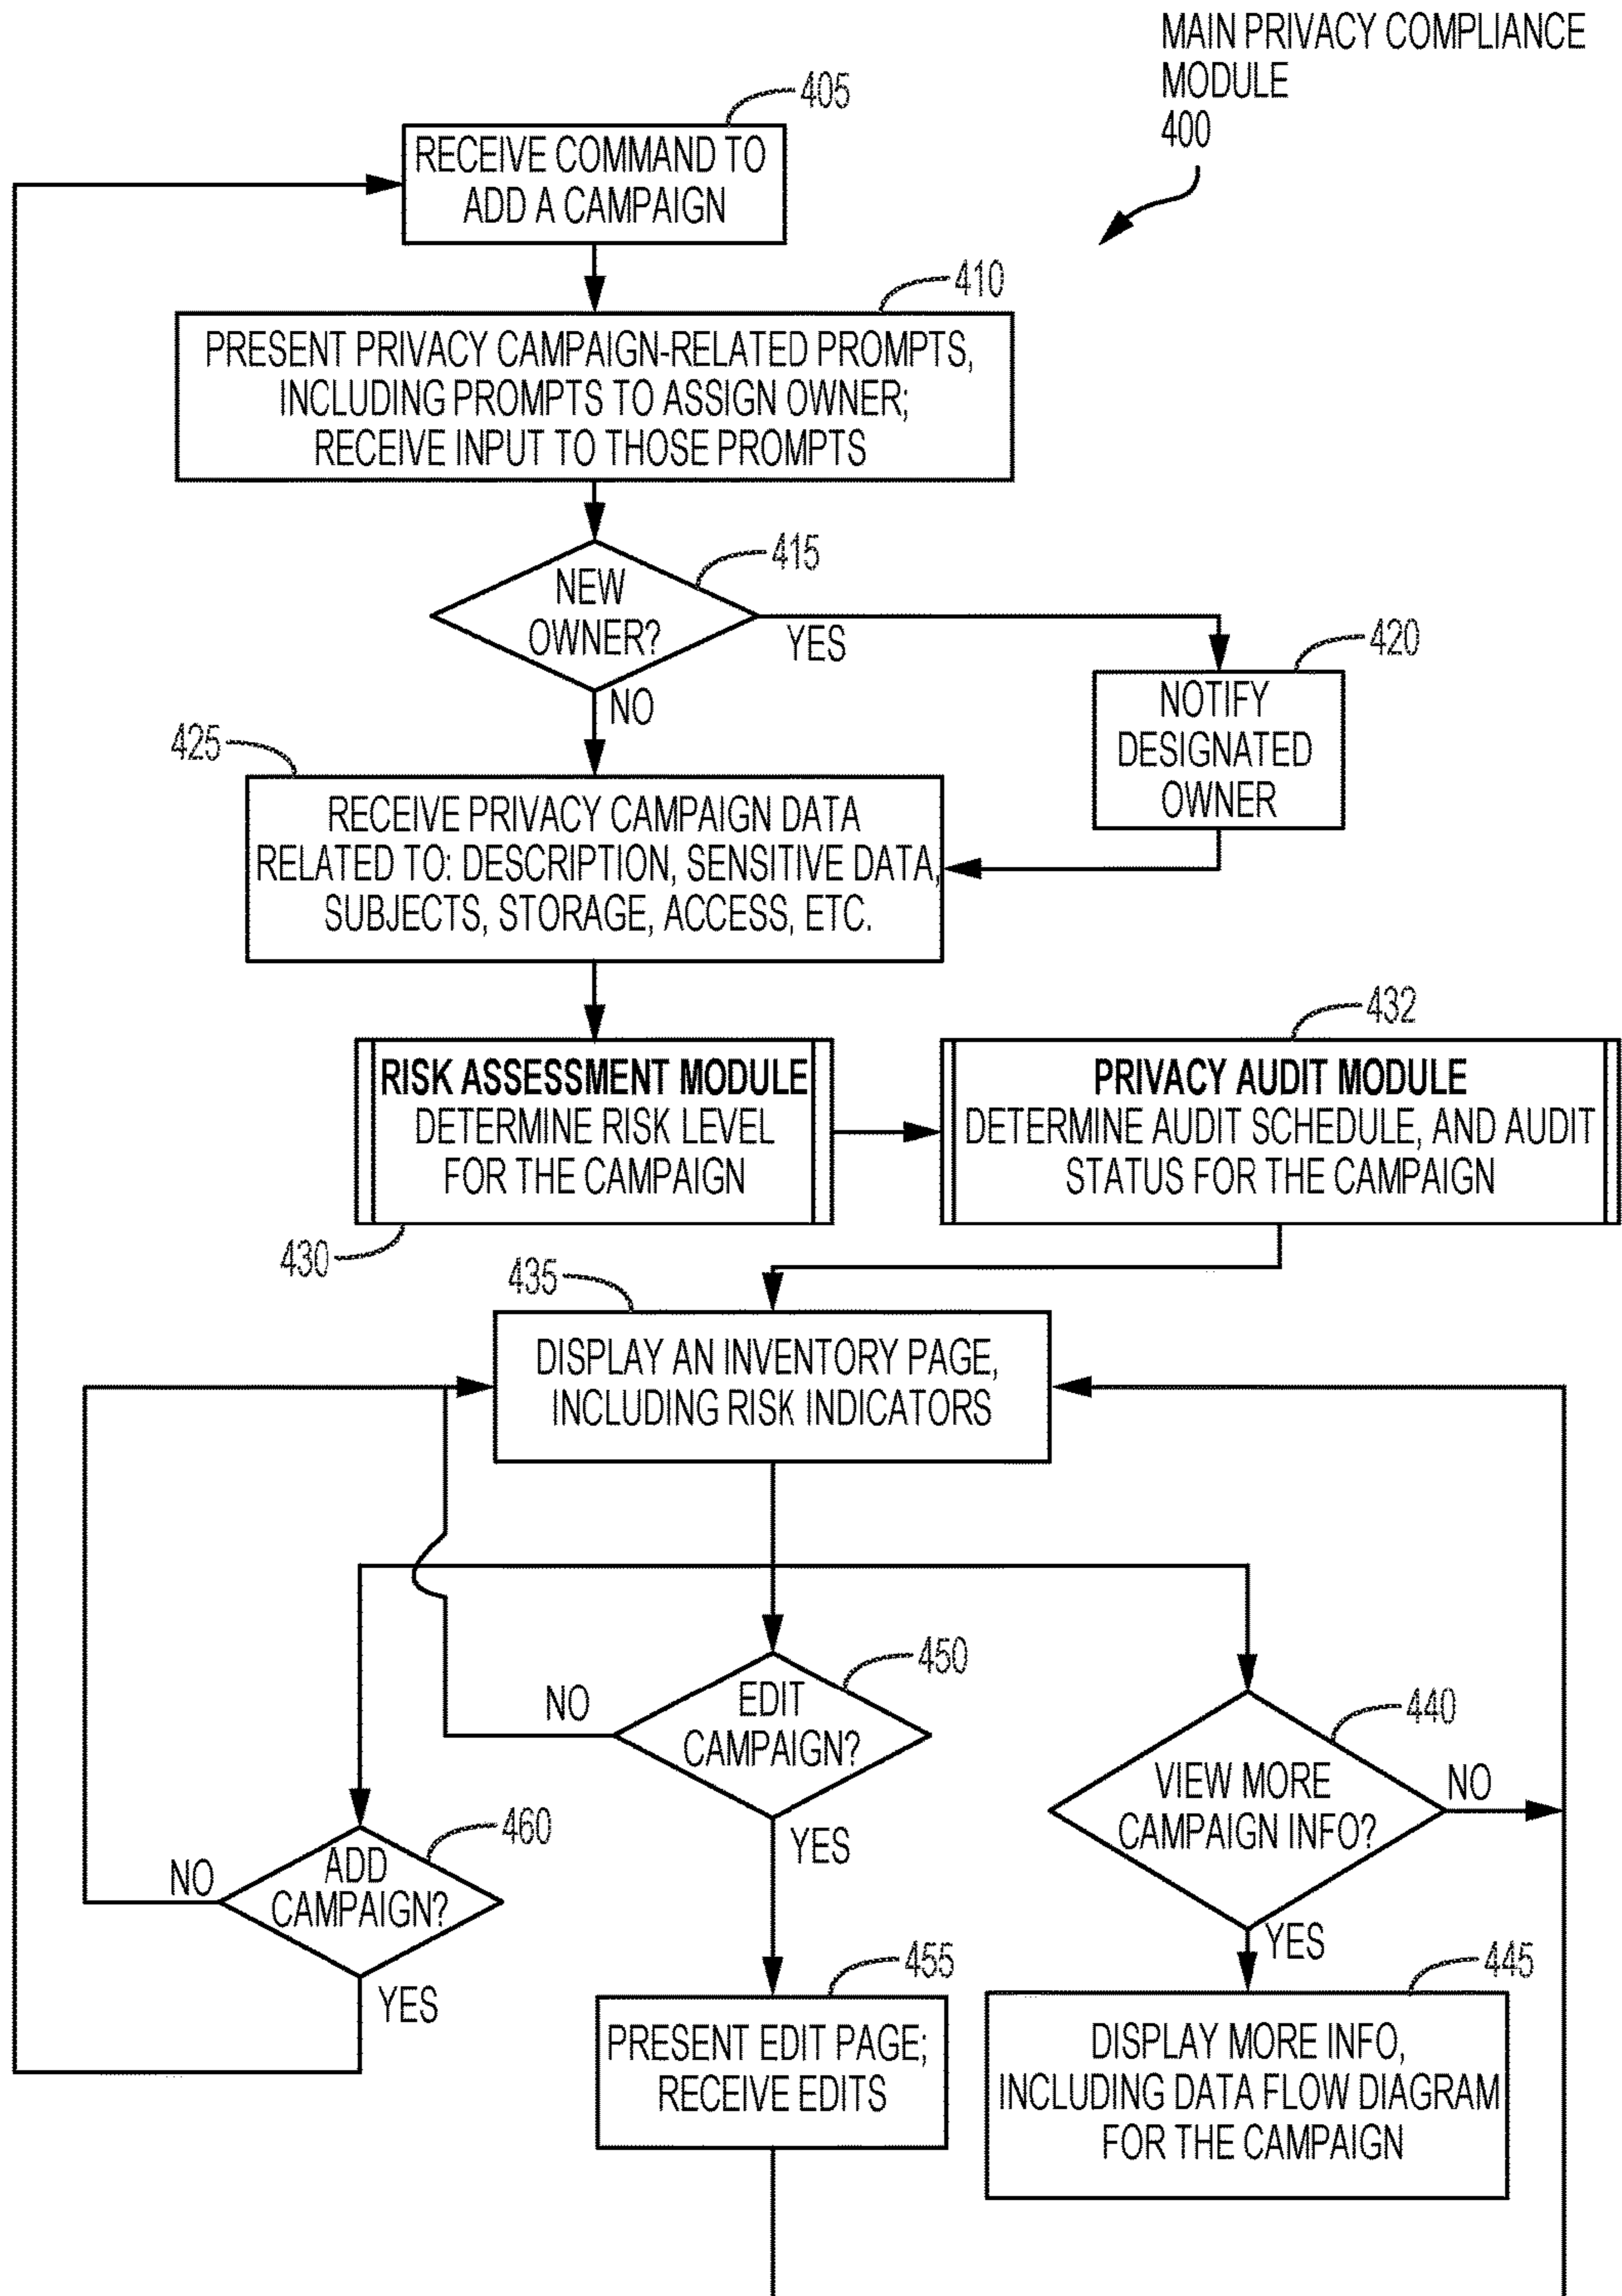 MAIN PRIVACY COMPLIANCE
MODULE
400
405
RECEIVE COMMAND TO
ADD A CAMPAIGN
410
PRESENT PRIVACY CAMPAIGN-RELATED PROMPTS,
INCLUDING PROMPTS TO ASSIGN OWNER;
RECEIVE INPUT TO THOSE PROMPTS
415
NEW
OWNER?
YES
NO
420
NOTIFY
DESIGNATED
OWNER
425
RECEIVE PRIVACY CAMPAIGN DATA
RELATED TO: DESCRIPTION, SENSITIVE DATA,
SUBJECTS, STORAGE, ACCESS, ETC.
RISK ASSESSMENT MODULE
DETERMINE RISK LEVEL
FOR THE CAMPAIGN
430
432
PRIVACY AUDIT MODULE
DETERMINE AUDIT SCHEDULE, AND AUDIT
STATUS FOR THE CAMPAIGN
435
DISPLAY AN INVENTORY PAGE,
INCLUDING RISK INDICATORS
450
EDIT
CAMPAIGN?
NO
YES
440
VIEW MORE
CAMPAIGN INFO?
NO
YES
460
ADD
CAMPAIGN?
NO
YES
455
PRESENT EDIT PAGE;
RECEIVE EDITS
445
DISPLAY MORE INFO,
INCLUDING DATA FLOW DIAGRAM
FOR THE CAMPAIGN